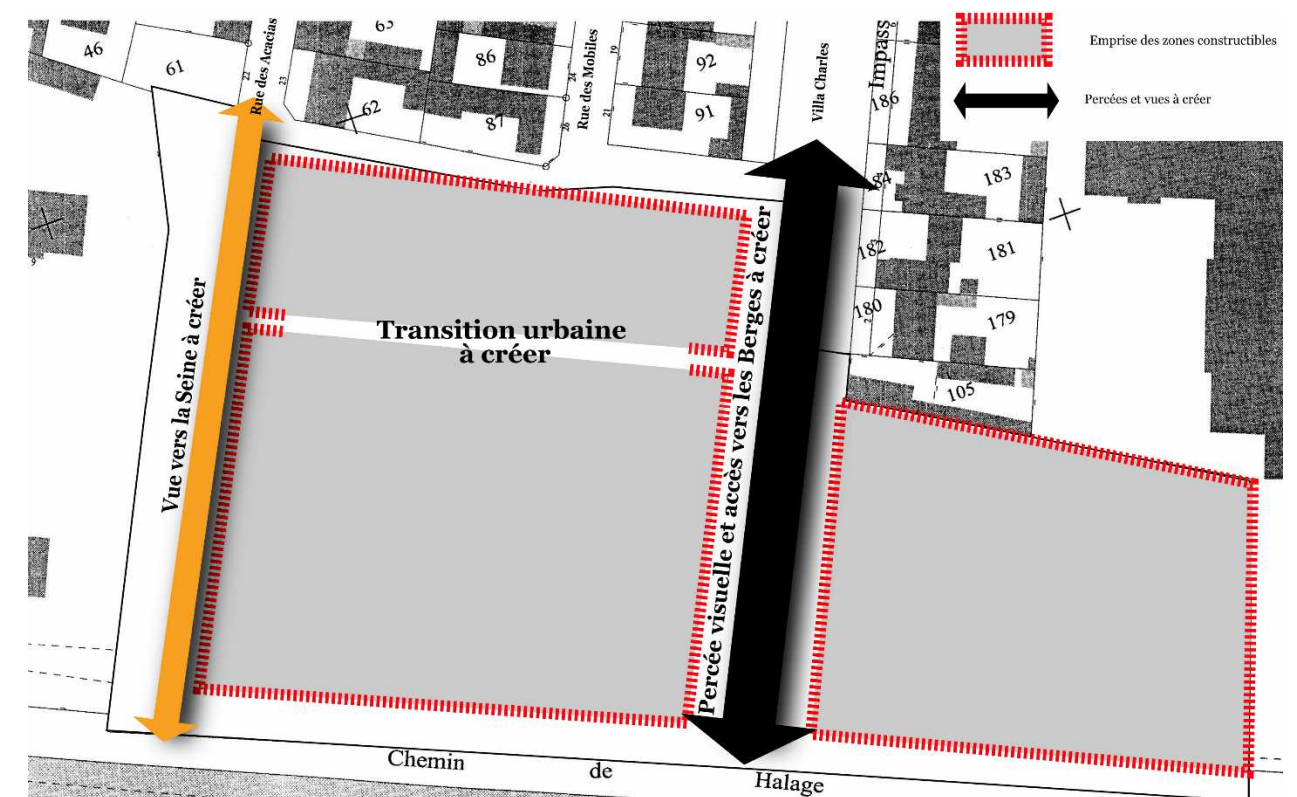 Emprise des zones constructibles
Percées et vues à créer
Rue des Acacias
Rue des Mobiles
Villa Charles
Impass
46
61
22
23
63
86
62
87
24
26
19
21
92
91
186
184
183
182
181
180
179
105
Vue vers la Seine à créer
Transition urbaine
à créer
Percée visuelle et accès vers les Berges à créer
Chemin de Halage